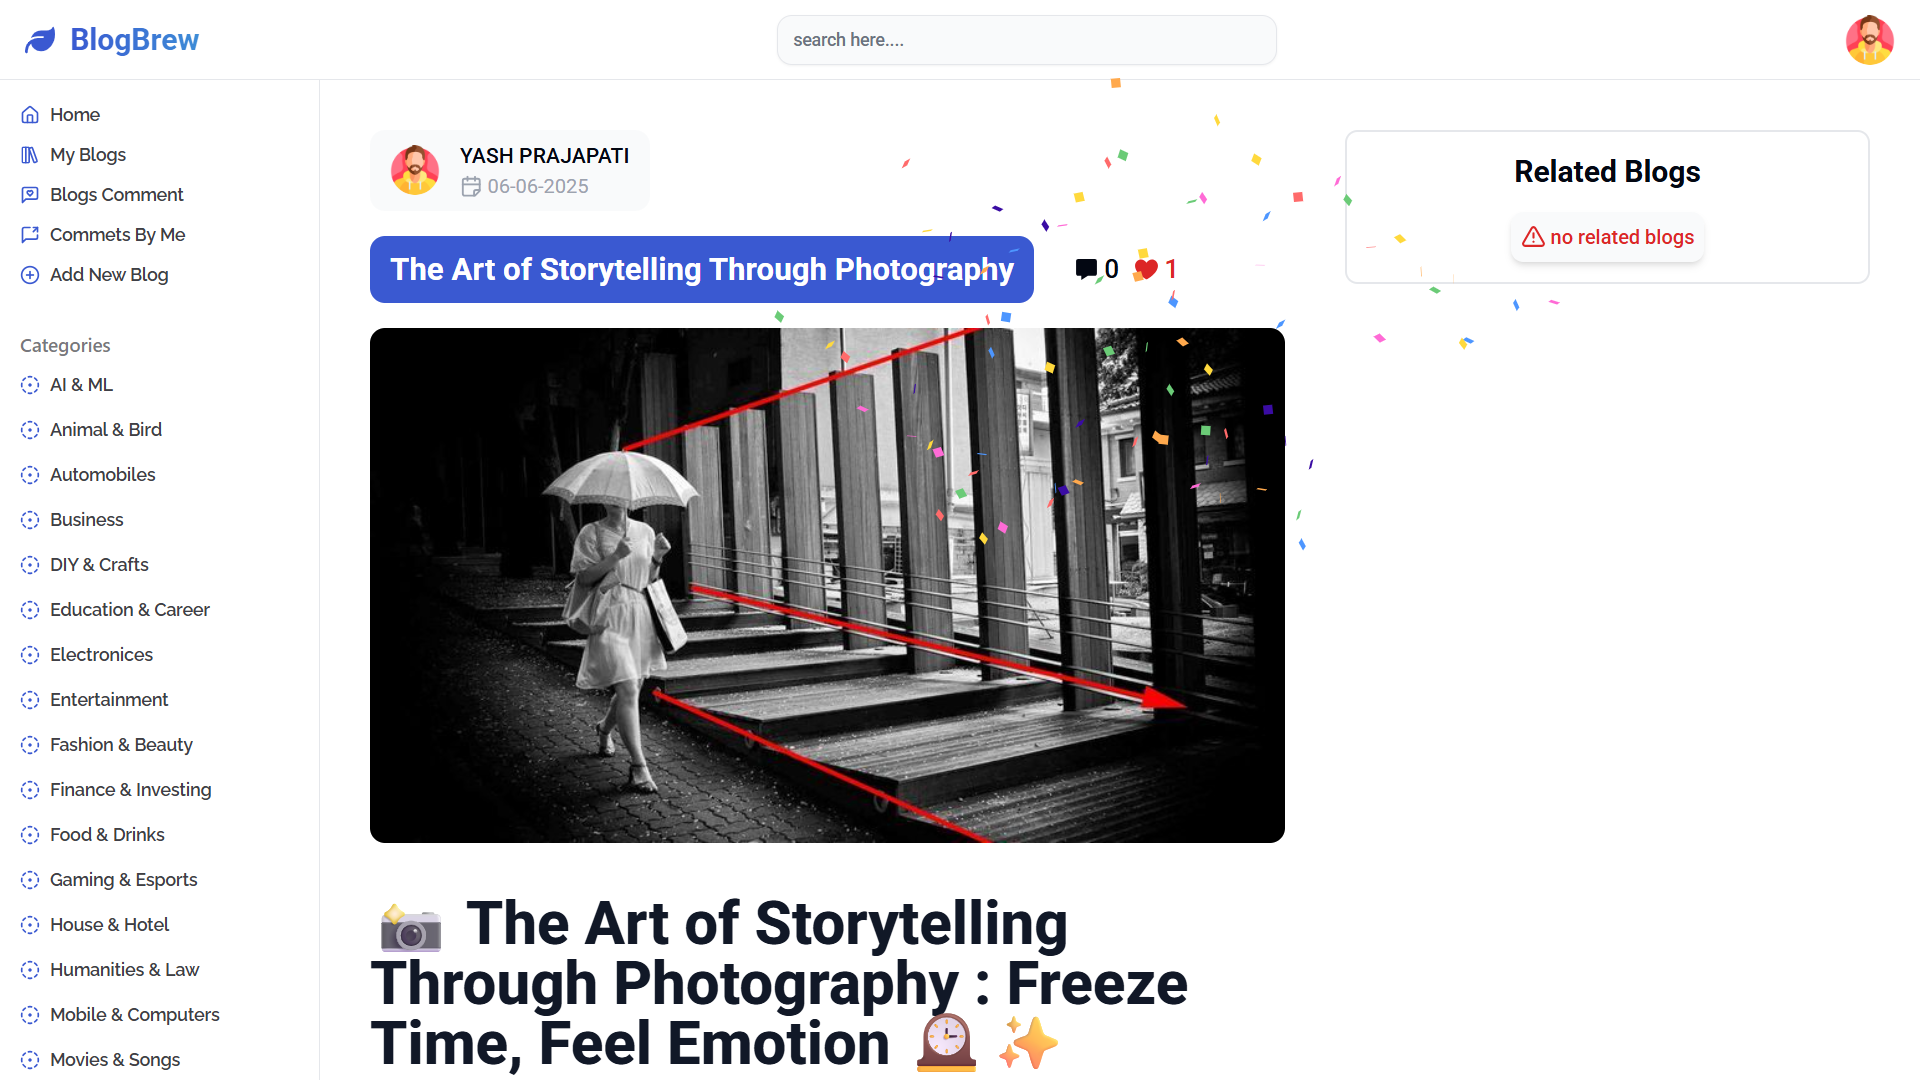 BlogBrew
search here....
Home
My Blogs
Blogs Comment
Commets By Me
Add New Blog
Categories
AI & ML
Animal & Bird
Automobiles
Business
DIY & Crafts
Education & Career
Electronices
Entertainment
Fashion & Beauty
Finance & Investing
Food & Drinks
Gaming & Esports
House & Hotel
Humanities & Law
Mobile & Computers
Movies & Songs
YASH PRAJAPATI
06-06-2025
The Art of Storytelling Through Photography
0 1
📸 The Art of Storytelling
Through Photography : Freeze
Time, Feel Emotion 🕰️ ✨
Related Blogs
no related blogs